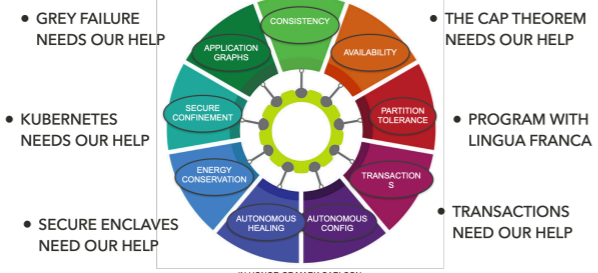 • GREY FAILURE
NEEDS OUR HELP
• KUBERNETES
NEEDS OUR HELP
• SECURE ENCLAVES
NEED OUR HELP
CONSISTENCY
AVAILABILITY
PARTITION
TOLERANCE
TRANSACTION
S
AUTONOMOUS
CONFIG
AUTONOMOUS
HEALING
ENERGY
CONSERVATION
SECURE
CONFINEMENT
APPLICATION
GRAPHS
• THE CAP THEOREM
NEEDS OUR HELP
• PROGRAM WITH
LINGUA FRANCA
• TRANSACTIONS
NEED OUR HELP